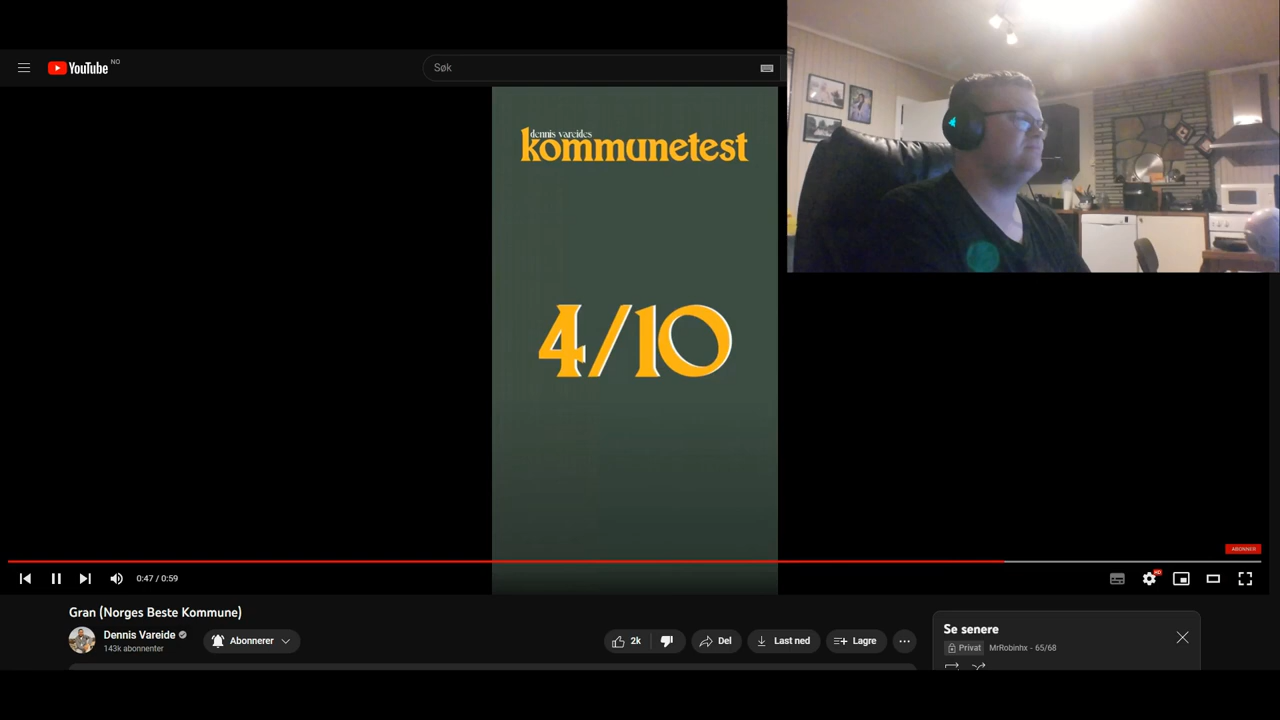 YouTube NO
Søk
dennis vareides
kommunetest
4/10
ABONNER
0:47 / 0:59
HD
Gran (Norges Beste Kommune)
Dennis Vareide
143k abonnenter
Abonnerer
2k
Del
Last ned
Lagre
Se senere
Privat MrRobinhx - 65/68